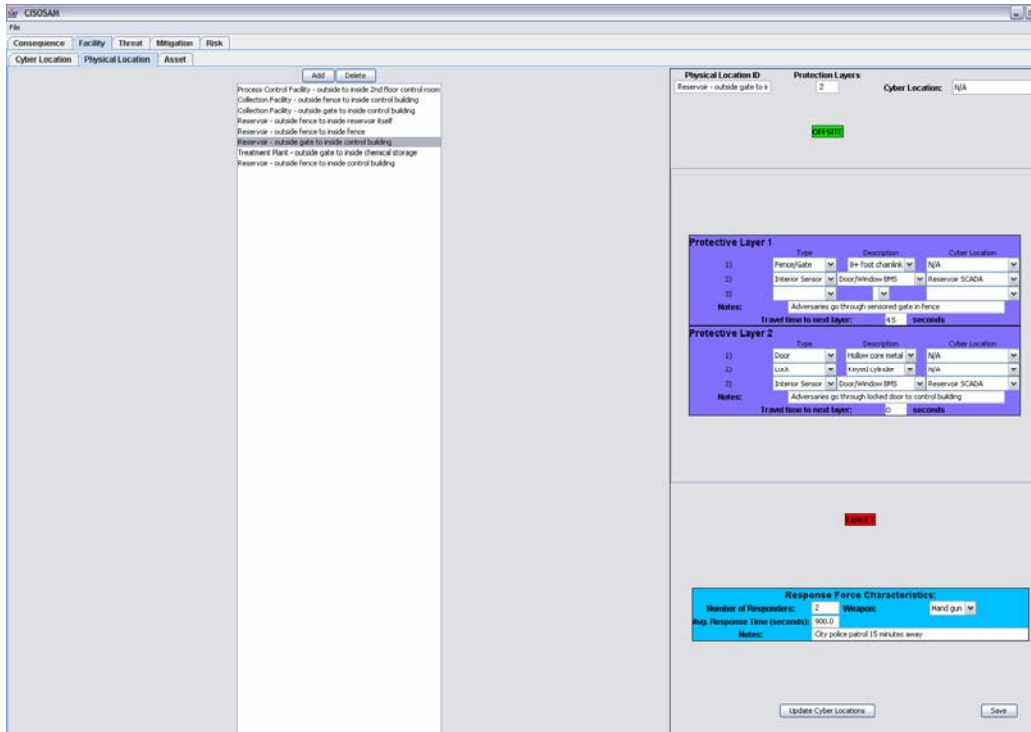 CISOSAM
File
Consequence Facility Threat Mitigation Risk
Cyber Location Physical Location Asset
Add Delete
Process Control Facility - outside to inside 2nd floor control room
Collection Facility - outside fence to inside control building
Collection Facility - outside gate to inside control building
Reservoir - outside fence to inside reservoir itself
Reservoir - outside fence to inside fence
Reservoir - outside gate to inside control building
Treatment Plant - outside gate to inside chemical storage
Reservoir - outside fence to inside control building
Physical Location ID Protection Layers
Reservoir - outside gate to i 2 Cyber Location: N/A
OFFSITE
Protective Layer 1
Type Description Cyber Location
1) Fence/Gate 8+ foot chainlink N/A
2) Interior Sensor Door/Window BMS Reservoir SCADA
3)
Notes: Adversaries go through sensored gate in fence
Travel time to next layer: 4.5 seconds
Protective Layer 2
Type Description Cyber Location
1) Door Hollow core metal N/A
2) Lock Keyed cylinder N/A
3) Interior Sensor Door/Window BMS Reservoir SCADA
Notes: Adversaries go through locked door to control building
Travel time to next layer: 0 seconds
TARGET
Response Force Characteristics:
Number of Responders: 2 Weapon: Hand gun
Avg. Response Time (seconds): 900.0
Notes: City police patrol 15 minutes away
Update Cyber Locations Save